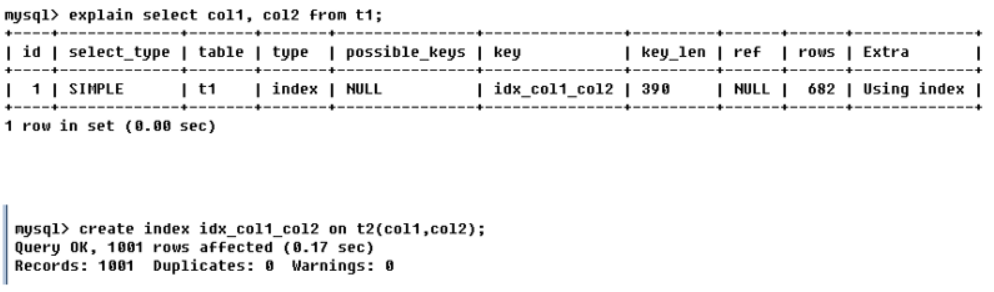 mysql> explain select col1, col2 from t1;
+----+-------------+-------+-------+---------------+---------------+---------+------+------+-------------+
| id | select_type | table | type | possible_keys | key | key_len | ref | rows | Extra |
+----+-------------+-------+-------+---------------+---------------+---------+------+------+-------------+
| 1 | SIMPLE | t1 | index | NULL | idx_col1_col2 | 390 | NULL | 682 | Using index |
+----+-------------+-------+-------+---------------+---------------+---------+------+------+-------------+
1 row in set (0.00 sec)
mysql> create index idx_col1_col2 on t2(col1,col2);
Query OK, 1001 rows affected (0.17 sec)
Records: 1001 Duplicates: 0 Warnings: 0